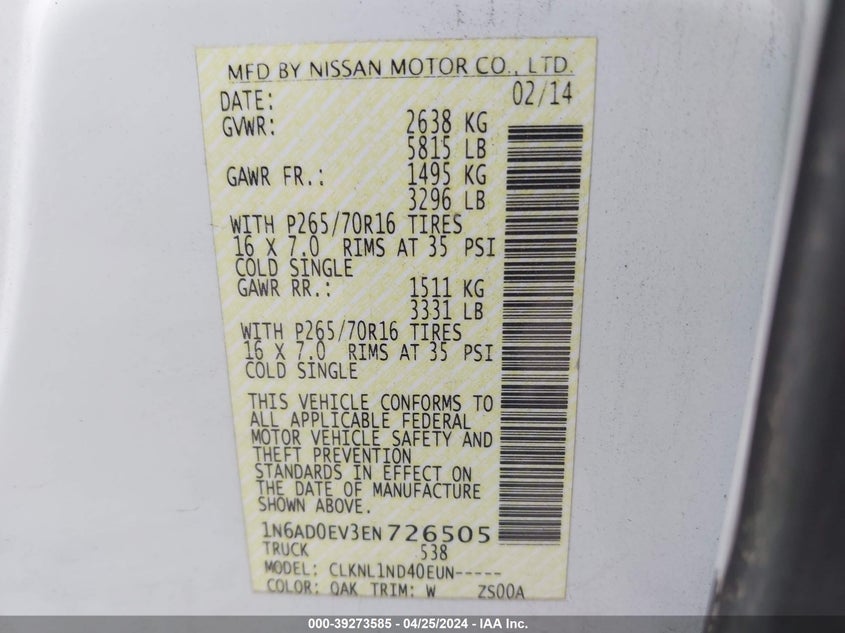 MFD BY NISSAN MOTOR CO., LTD.
DATE: 02/14
GVWR: 2638 KG
5815 LB
GAWR FR.: 1495 KG
3296 LB
WITH P265/70R16 TIRES
16 X 7.0 RIMS AT 35 PSI
COLD SINGLE
GAWR RR.: 1511 KG
3331 LB
WITH P265/70R16 TIRES
16 X 7.0 RIMS AT 35 PSI
COLD SINGLE
THIS VEHICLE CONFORMS TO
ALL APPLICABLE FEDERAL
MOTOR VEHICLE SAFETY AND
THEFT PREVENTION
STANDARDS IN EFFECT ON
THE DATE OF MANUFACTURE
SHOWN ABOVE.
1N6AD0EV3EN726505
TRUCK 538
MODEL: CLKNL1ND40EUN-----
COLOR: QAK TRIM: W ZS00A
000-39273585 - 04/25/2024 - IAA, Inc.